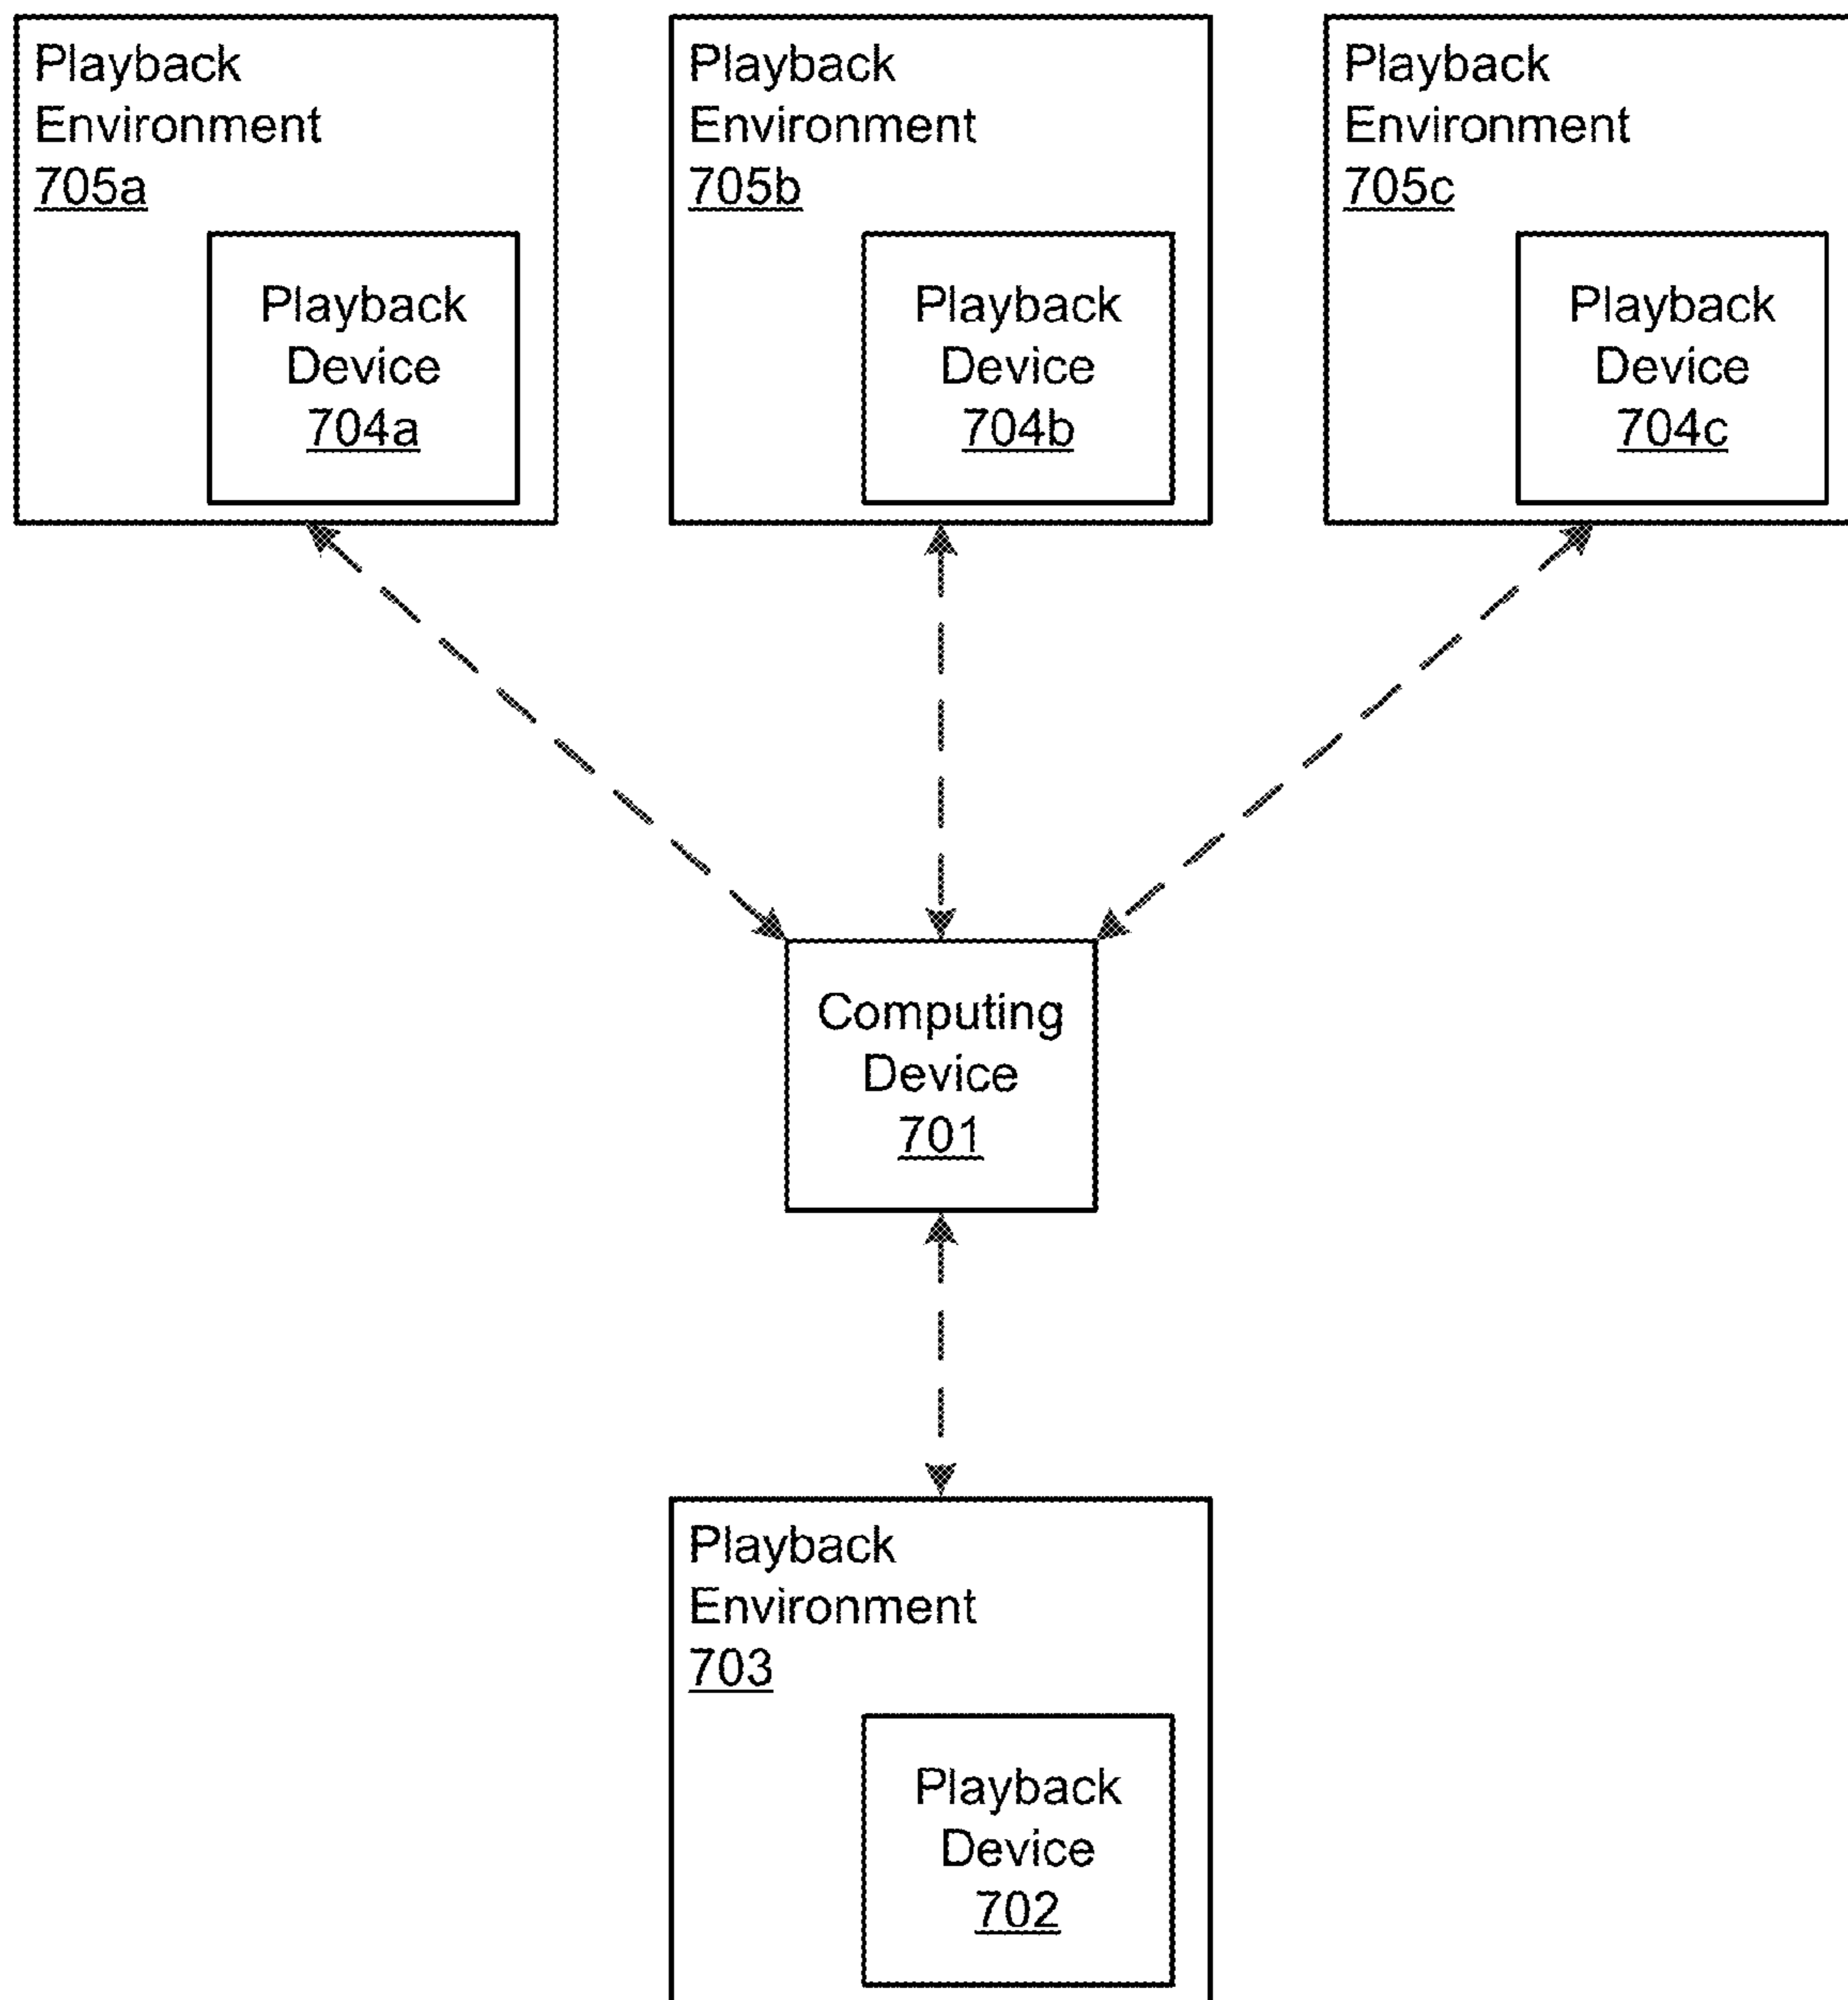 Playback
Environment
705a
Playback
Device
704a
Playback
Environment
705b
Playback
Device
704b
Playback
Environment
705c
Playback
Device
704c
Computing
Device
701
Playback
Environment
703
Playback
Device
702